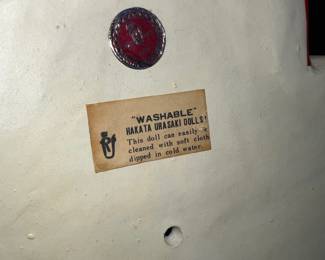 "WASHABLE"
HAKATA URASAKI DOLLS!
This doll can easily be
cleaned with soft cloth
dipped in cold water.